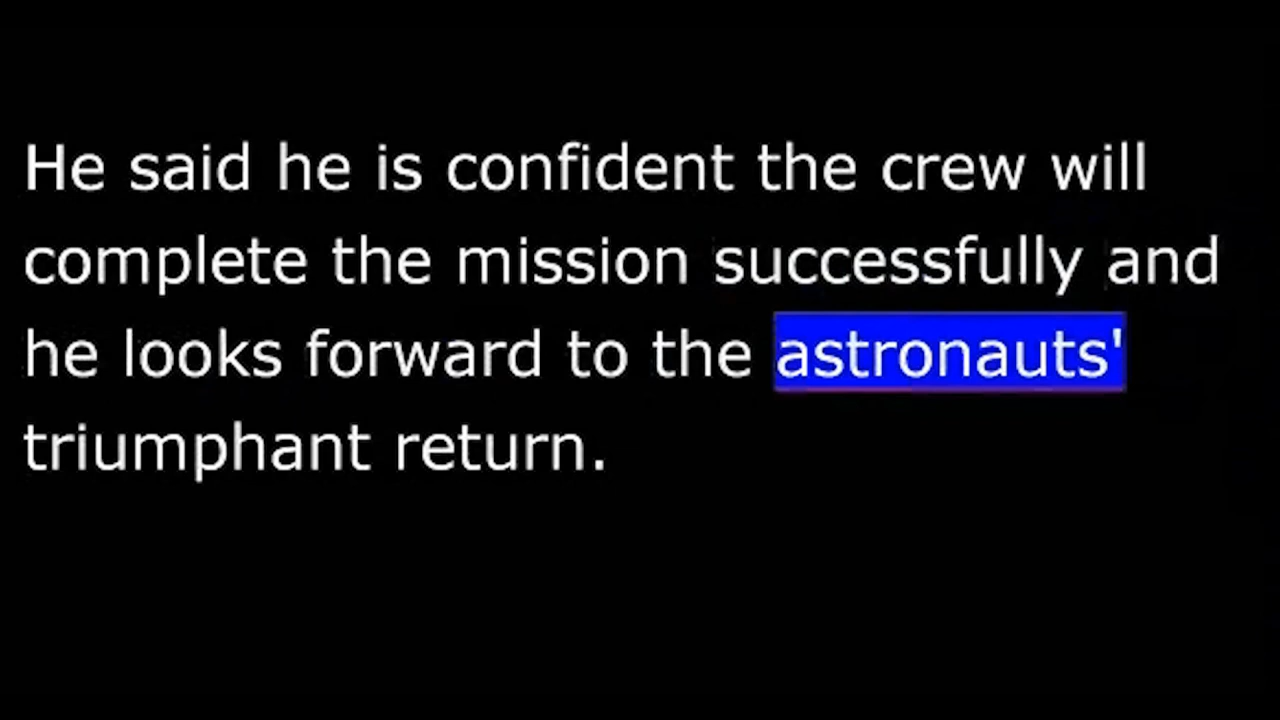 He said he is confident the crew will
complete the mission successfully and
he looks forward to the astronauts'
triumphant return.